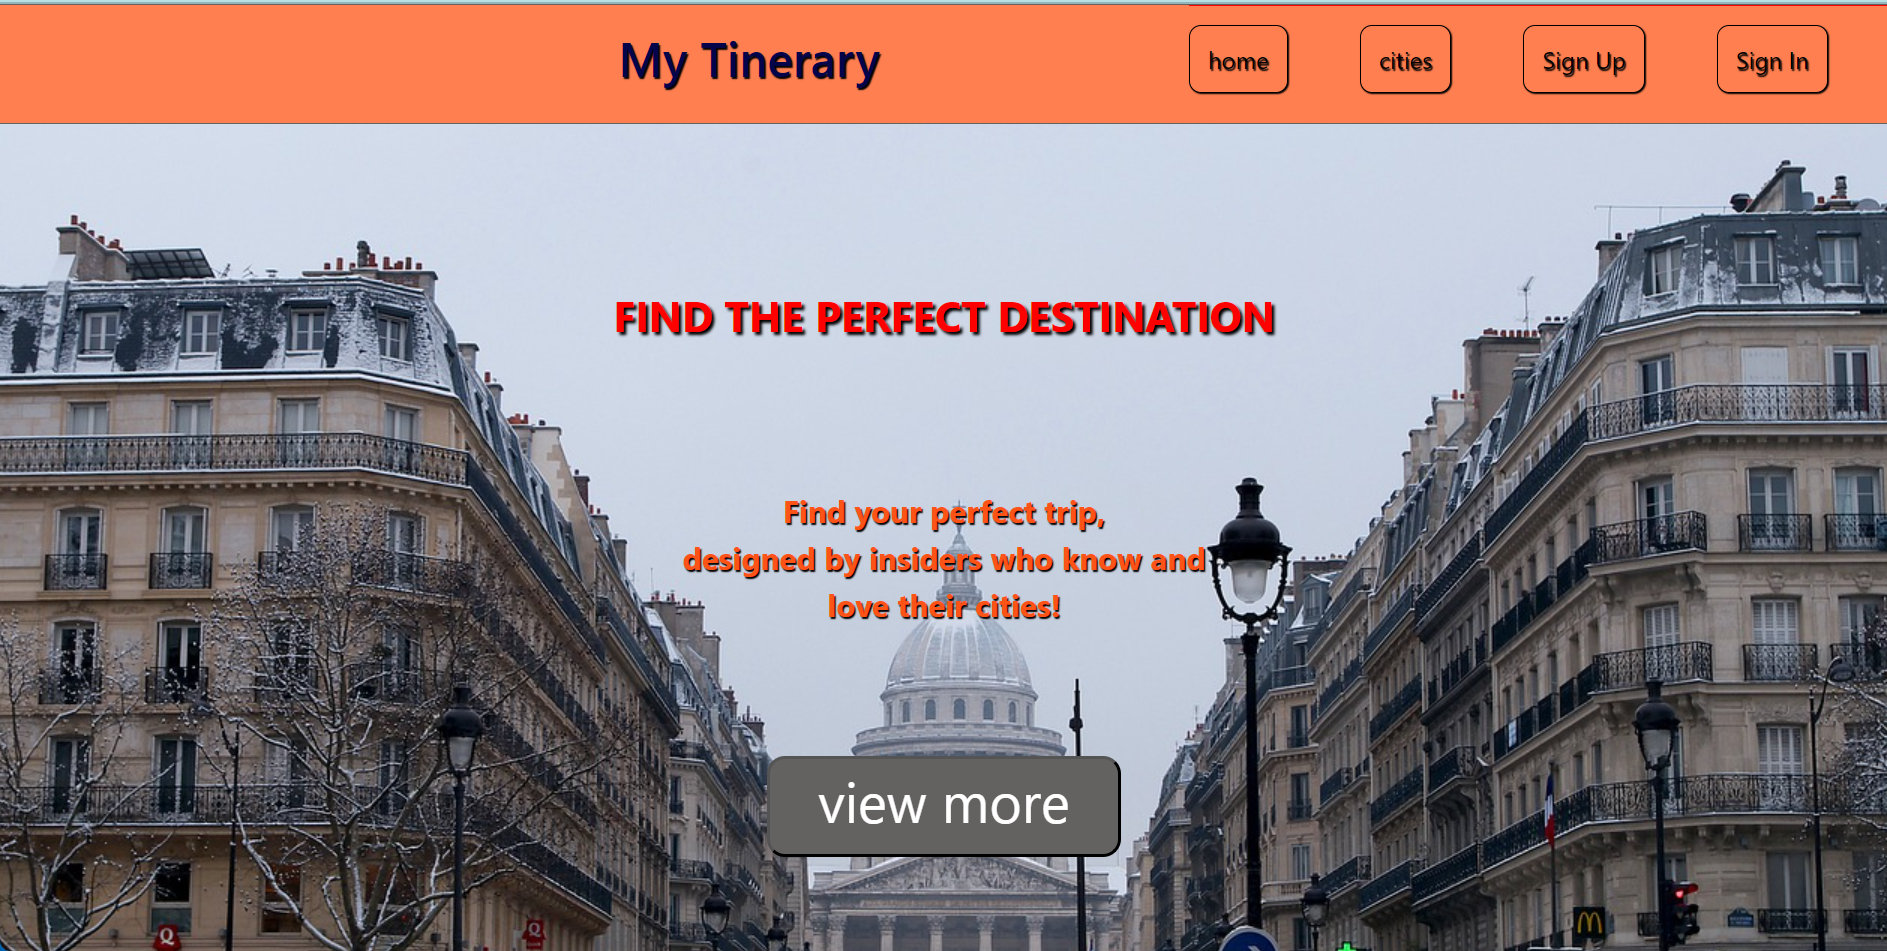 My Tinerary
home
cities
Sign Up
Sign In
FIND THE PERFECT DESTINATION
Find your perfect trip,
designed by insiders who know and
love their cities!
view more
Q
Q